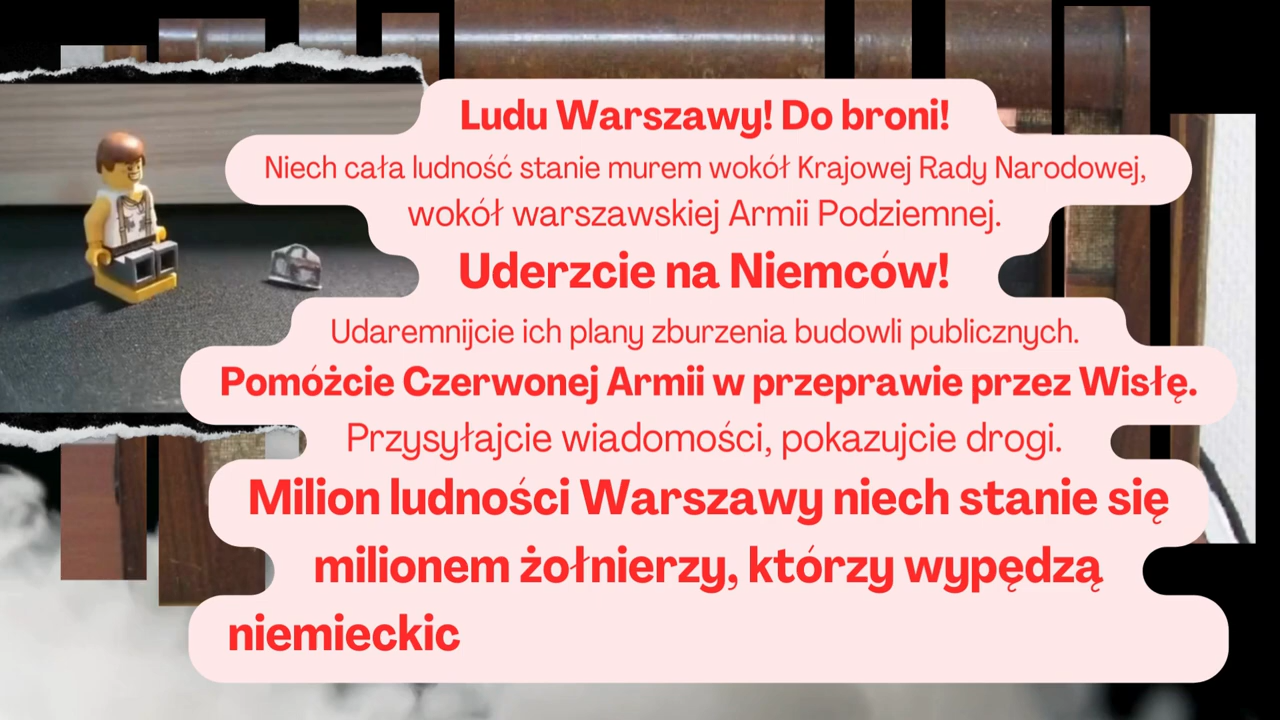 Ludu Warszawy! Do broni!
Niech cała ludność stanie murem wokół Krajowej Rady Narodowej,
wokół warszawskiej Armii Podziemnej.
Uderzcie na Niemców!
Udaremnijcie ich plany zburzenia budowli publicznych.
Pomóżcie Czerwonej Armii w przeprawie przez Wisłę.
Przysyłajcie wiadomości, pokazujcie drogi.
Milion ludności Warszawy niech stanie się
milionem żołnierzy, którzy wypędzą
niemieckic